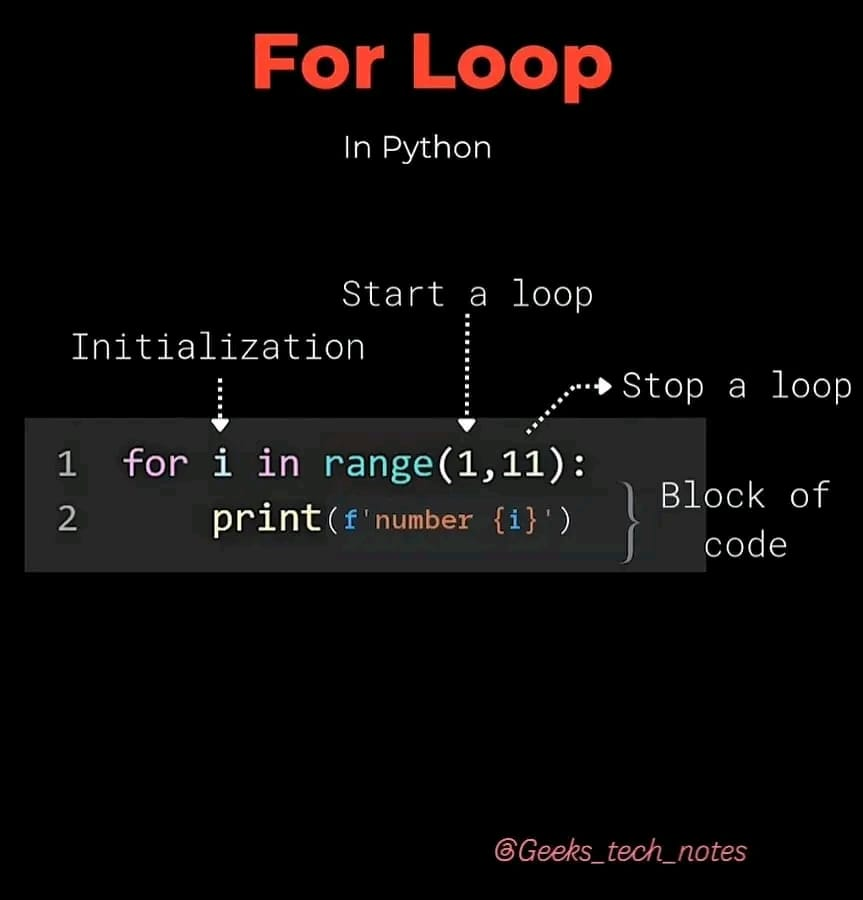 For Loop
In Python
Start a loop
Initialization
Stop a loop
1 for i in range(1,11):
2 print(f'number {i}')
Block of
code
@Geeks_tech_notes